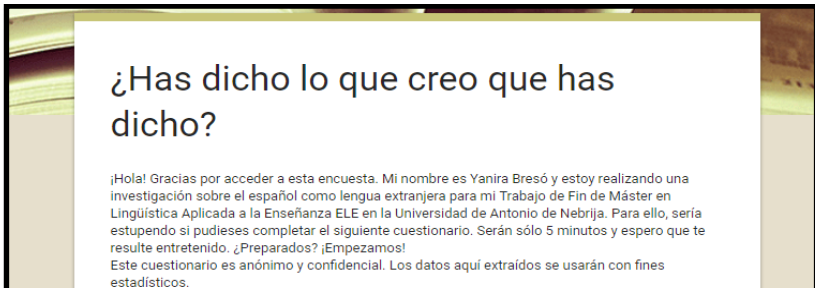 ¿Has dicho lo que creo que has
dicho?
¡Hola! Gracias por acceder a esta encuesta. Mi nombre es Yanira Bresó y estoy realizando una
investigación sobre el español como lengua extranjera para mi Trabajo de Fin de Máster en
Lingüística Aplicada a la Enseñanza ELE en la Universidad de Antonio de Nebrija. Para ello, sería
estupendo si pudieses completar el siguiente cuestionario. Serán sólo 5 minutos y espero que te
resulte entretenido. ¿Preparados? ¡Empezamos!
Este cuestionario es anónimo y confidencial. Los datos aquí extraídos se usarán con fines
estadísticos.